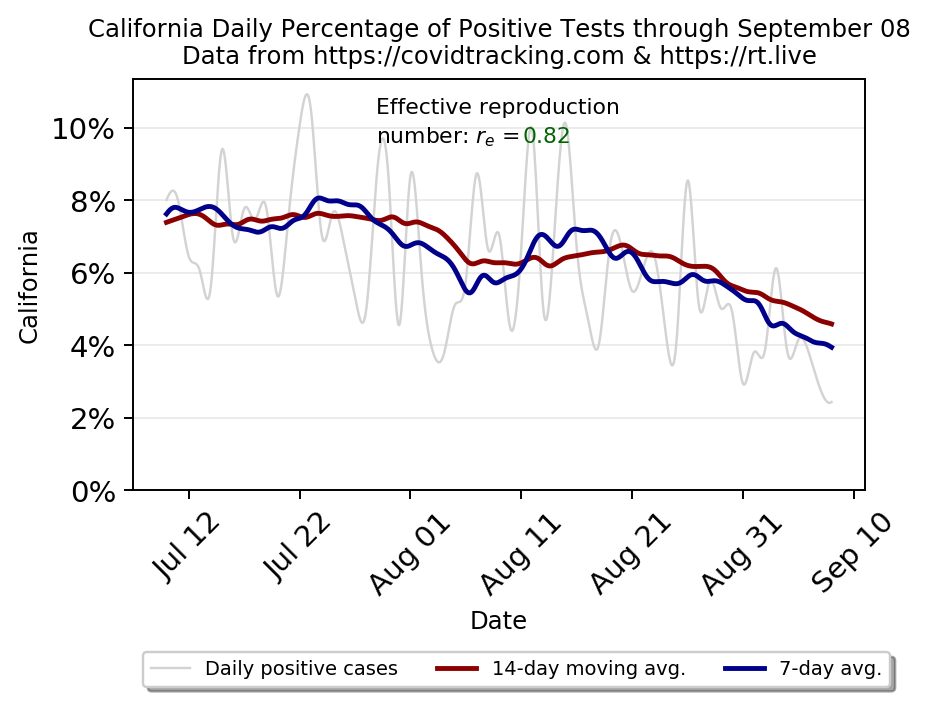 California Daily Percentage of Positive Tests through September 08
Data from https://covidtracking.com & https://rt.live
Effective reproduction
number: rₑ = 0.82
10%
8%
6%
4%
2%
0%
California
Jul 12
Jul 22
Aug 01
Aug 11
Aug 21
Aug 31
Sep 10
Date
Daily positive cases
14-day moving avg.
7-day avg.